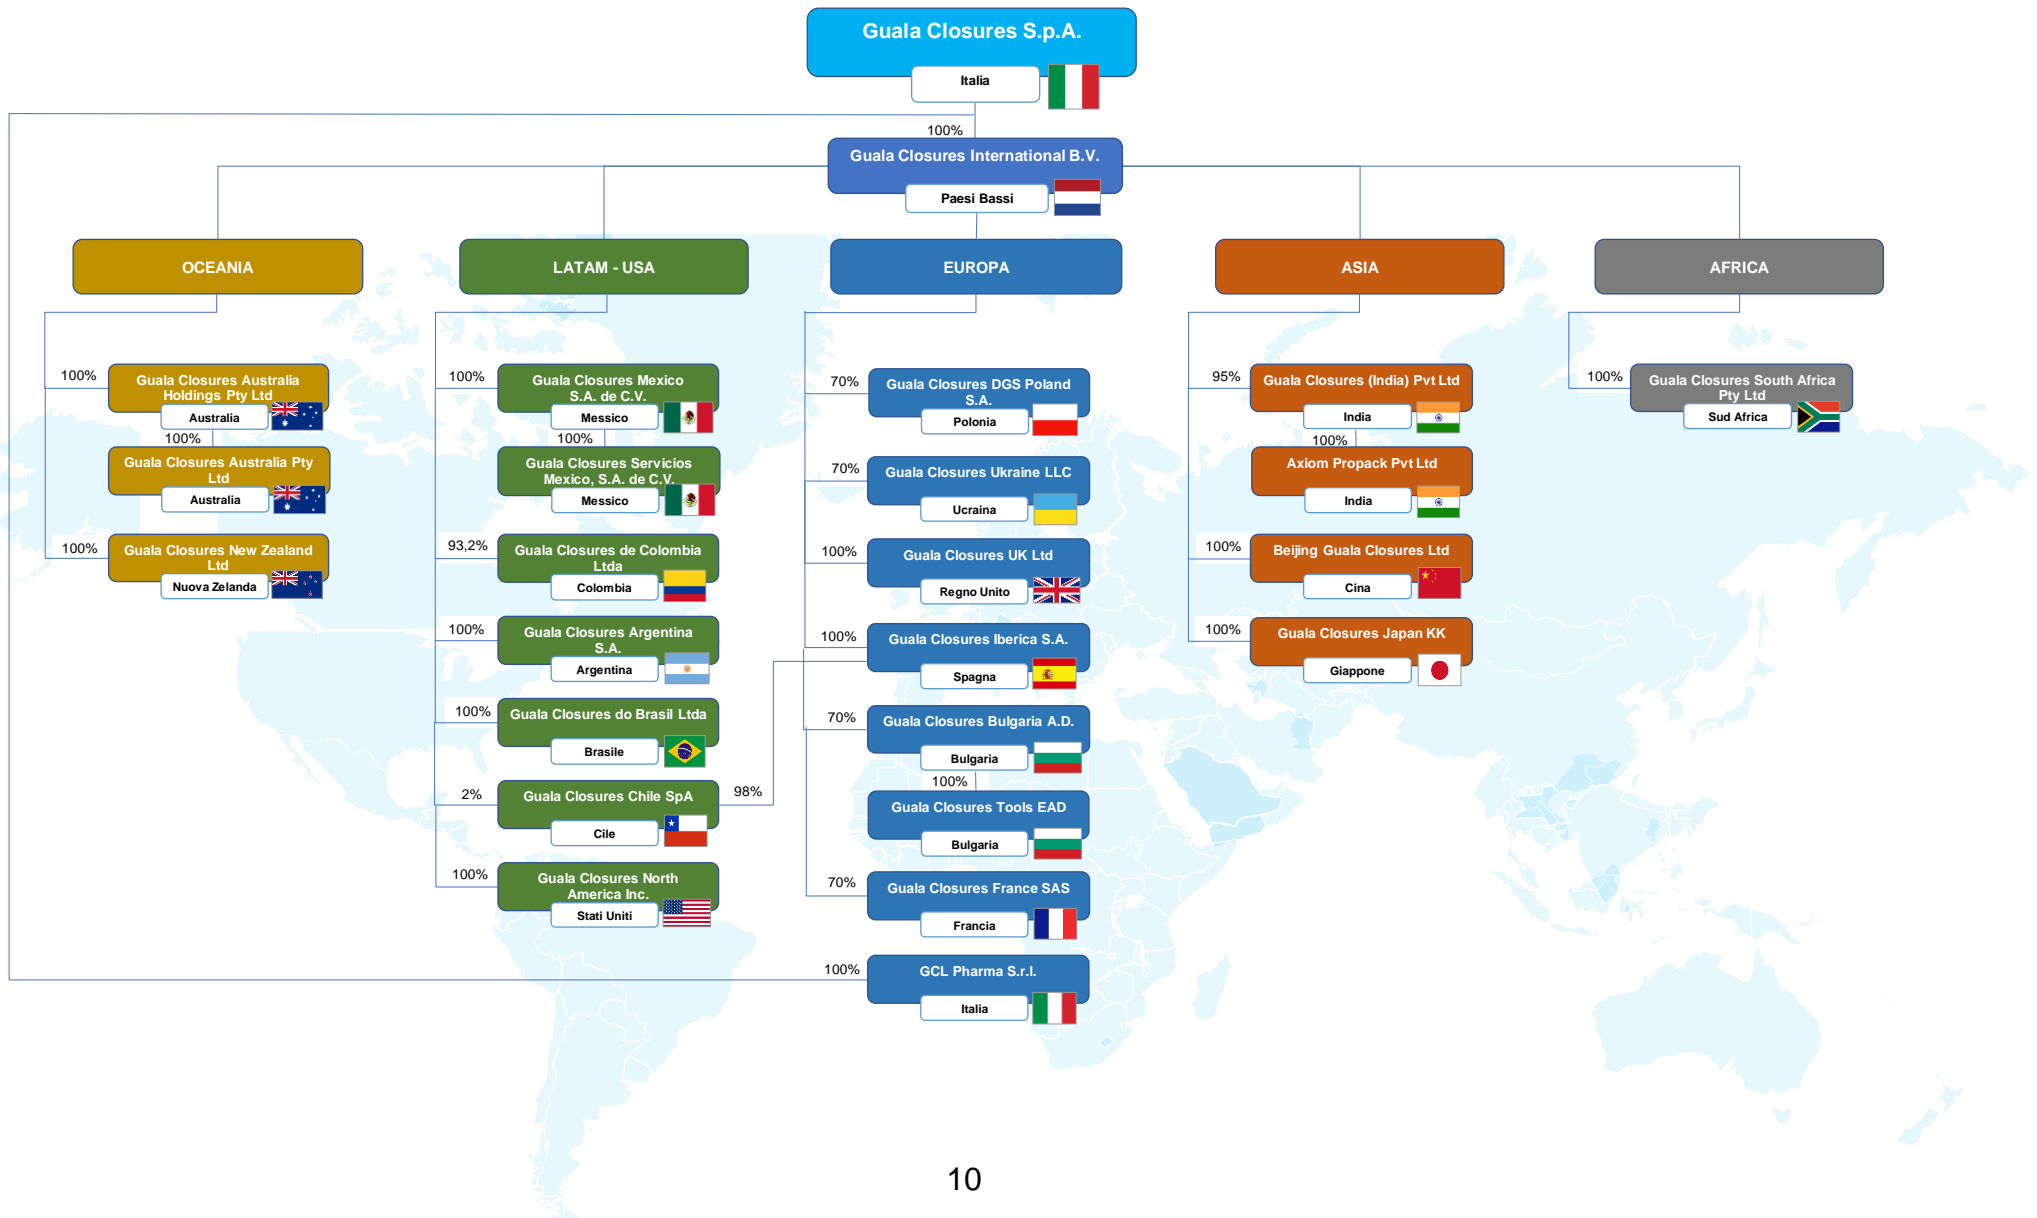 Guala Closures S.p.A.
Italia
100%
Guala Closures International B.V.
Paesi Bassi
OCEANIA
100%
Guala Closures Australia
Holdings Pty Ltd
Australia
100%
Guala Closures Australia Pty
Ltd
Australia
100%
Guala Closures New Zealand
Ltd
Nuova Zelanda
LATAM - USA
100%
Guala Closures Mexico
S.A. de C.V.
Messico
100%
Guala Closures Servicios
Mexico, S.A. de C.V.
Messico
93,2%
Guala Closures de Colombia
Ltda
Colombia
100%
Guala Closures Argentina
S.A.
Argentina
100%
Guala Closures do Brasil Ltda
Brasile
2%
Guala Closures Chile SpA
98%
Cile
100%
Guala Closures North
America Inc.
Stati Uniti
EUROPA
70%
Guala Closures DGS Poland
S.A.
Polonia
70%
Guala Closures Ukraine LLC
Ucraina
100%
Guala Closures UK Ltd
Regno Unito
100%
Guala Closures Iberica S.A.
Spagna
70%
Guala Closures Bulgaria A.D.
Bulgaria
100%
Guala Closures Tools EAD
Bulgaria
70%
Guala Closures France SAS
Francia
100%
GCL Pharma S.r.l.
Italia
ASIA
95%
Guala Closures (India) Pvt Ltd
India
100%
Axiom Propack Pvt Ltd
India
100%
Beijing Guala Closures Ltd
Cina
100%
Guala Closures Japan KK
Giappone
AFRICA
100%
Guala Closures South Africa
Pty Ltd
Sud Africa
10